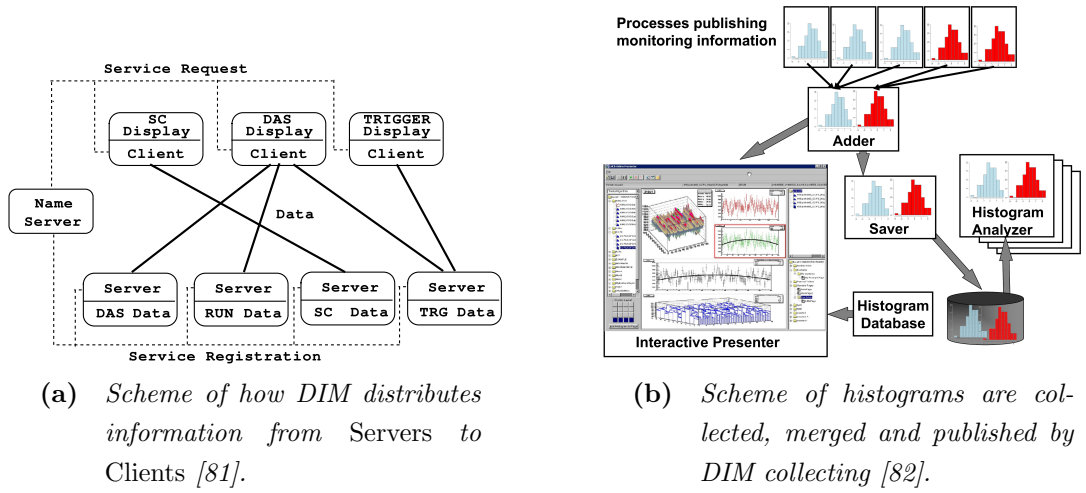 Service Request
SC
Display
Client
DAS
Display
Client
TRIGGER
Display
Client
Name
Server
Data
Server
DAS Data
Server
RUN Data
Server
SC Data
Server
TRG Data
Service Registration
(a) Scheme of how DIM distributes
information from Servers to
Clients [81].
Processes publishing
monitoring information
Adder
Saver
Histogram
Analyzer
Histogram
Database
Interactive Presenter
(b) Scheme of histograms are col-
lected, merged and published by
DIM collecting [82].